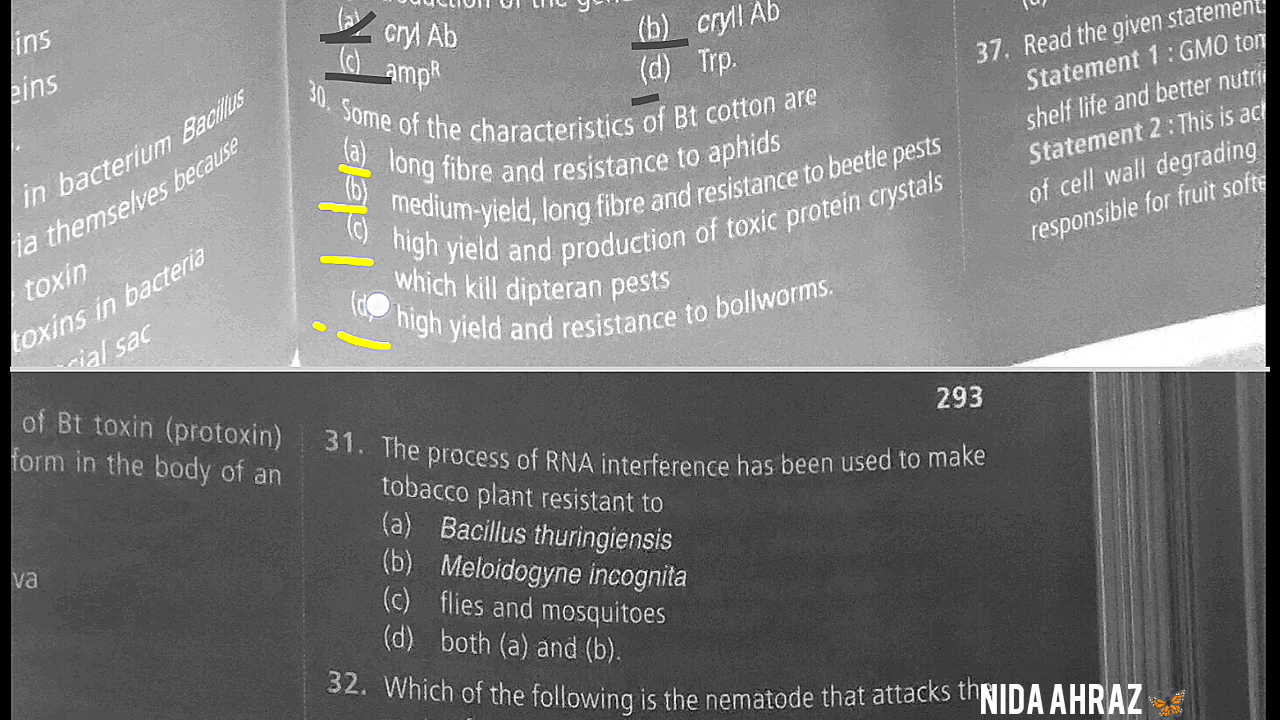 ins
eins
in bacterium Bacillus
ia themselves because
toxin
toxins in bacteria
cial sac
(a) cryI Ab
(b) cryII Ab
(c) ampR
(d) Trp.
30. Some of the characteristics of Bt cotton are
(a) long fibre and resistance to aphids
(b) medium-yield, long fibre and resistance to beetle pests
(c) high yield and production of toxic protein crystals
which kill dipteran pests
(d) high yield and resistance to bollworms.
37. Read the given statement
Statement 1 : GMO tom
shelf life and better nutri
Statement 2 : This is ac
of cell wall degrading
responsible for fruit softe
293
of Bt toxin (protoxin)
form in the body of an
va
31. The process of RNA interference has been used to make
tobacco plant resistant to
(a) Bacillus thuringiensis
(b) Meloidogyne incognita
(c) flies and mosquitoes
(d) both (a) and (b).
32. Which of the following is the nematode that attacks the
NIDA AHRAZ